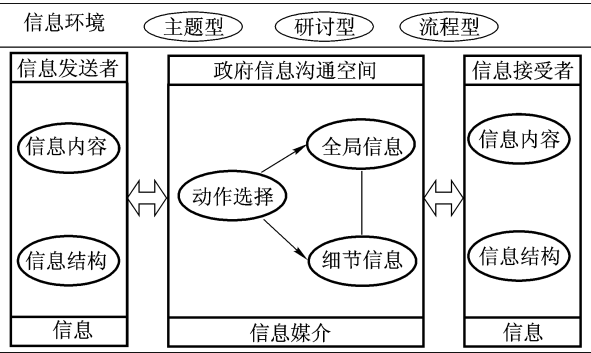 信息环境 主题型 研讨型 流程型
信息发送者 政府信息沟通空间 信息接受者
信息内容 全局信息 信息内容
动作选择
信息结构 细节信息 信息结构
信息 信息媒介 信息